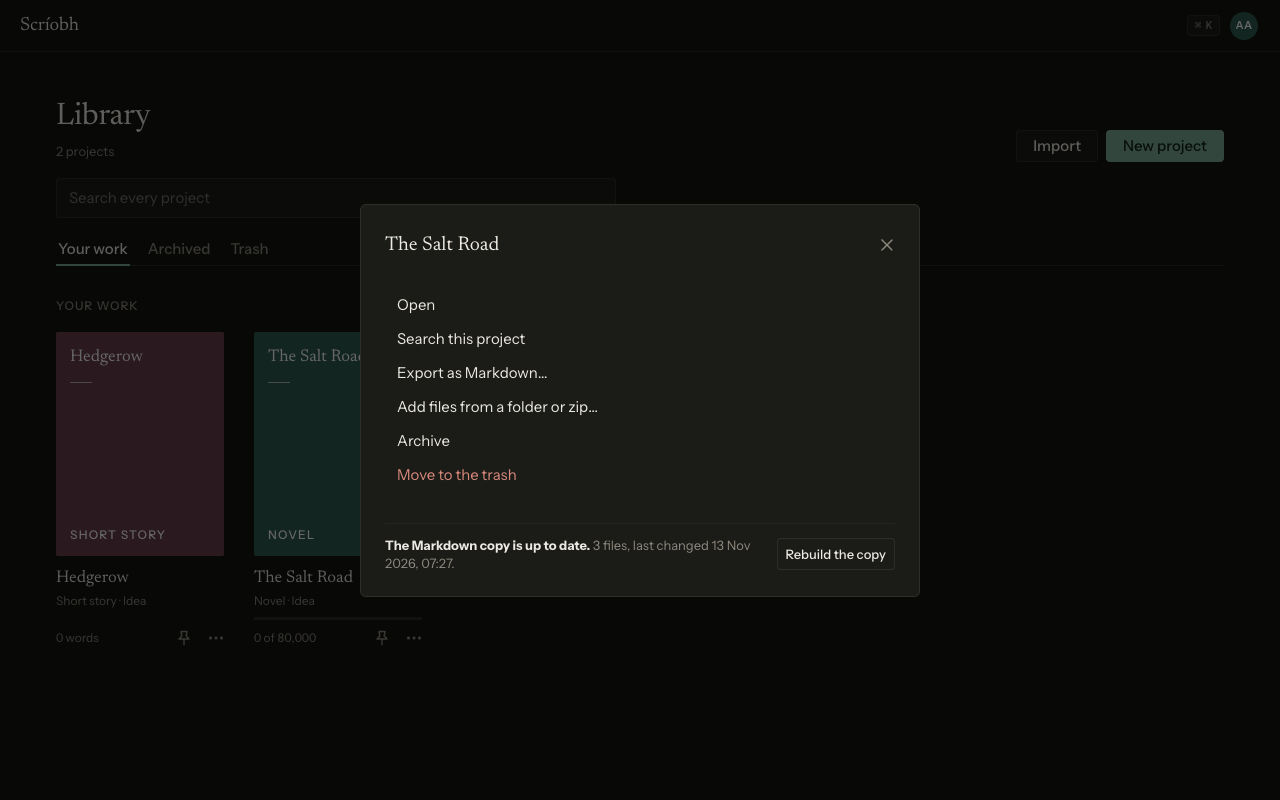 Scríobh
⌘ K
AA
Library
2 projects
Import
New project
Search every project
Your work
Archived
Trash
YOUR WORK
Hedgerow
SHORT STORY
Hedgerow
Short story · Idea
0 words
The Salt Road
NOVEL
The Salt Road
Novel · Idea
0 of 80,000
The Salt Road
Open
Search this project
Export as Markdown…
Add files from a folder or zip…
Archive
Move to the trash
The Markdown copy is up to date. 3 files, last changed 13 Nov
2026, 07:27.
Rebuild the copy